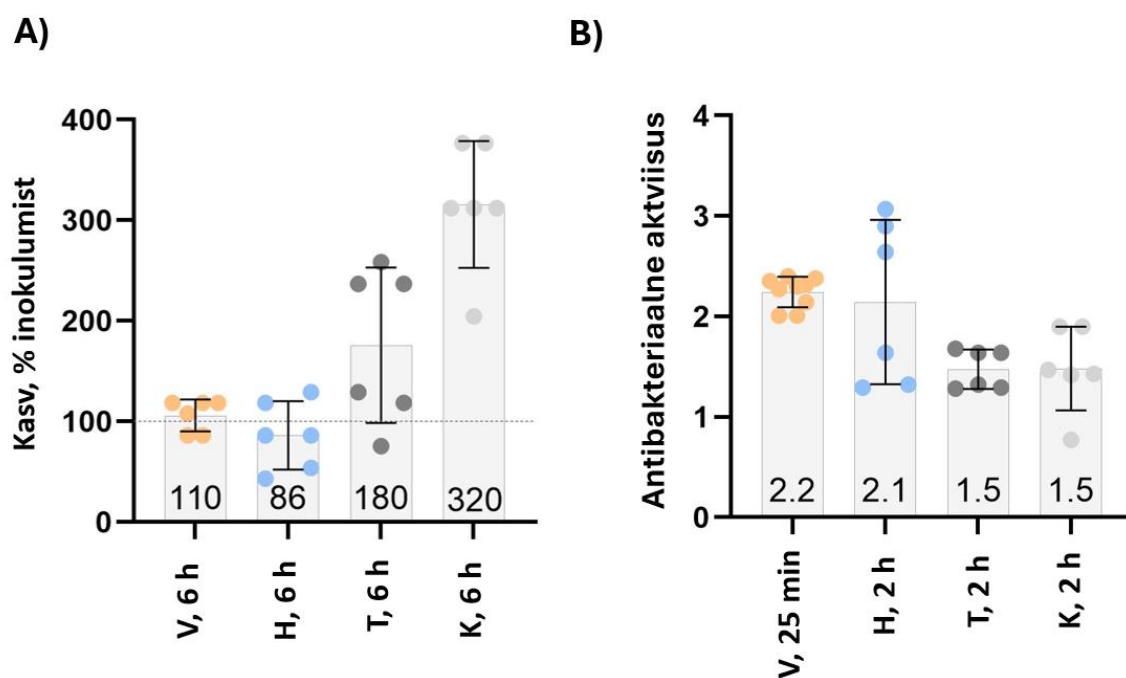 A)
Kasv, % inokulumist
400
300
200
100
0
110
86
180
320
V, 6 h
H, 6 h
T, 6 h
K, 6 h
B)
Antibakteriaalne aktviisus
4
3
2
1
0
2.2
2.1
1.5
1.5
V, 25 min
H, 2 h
T, 2 h
K, 2 h